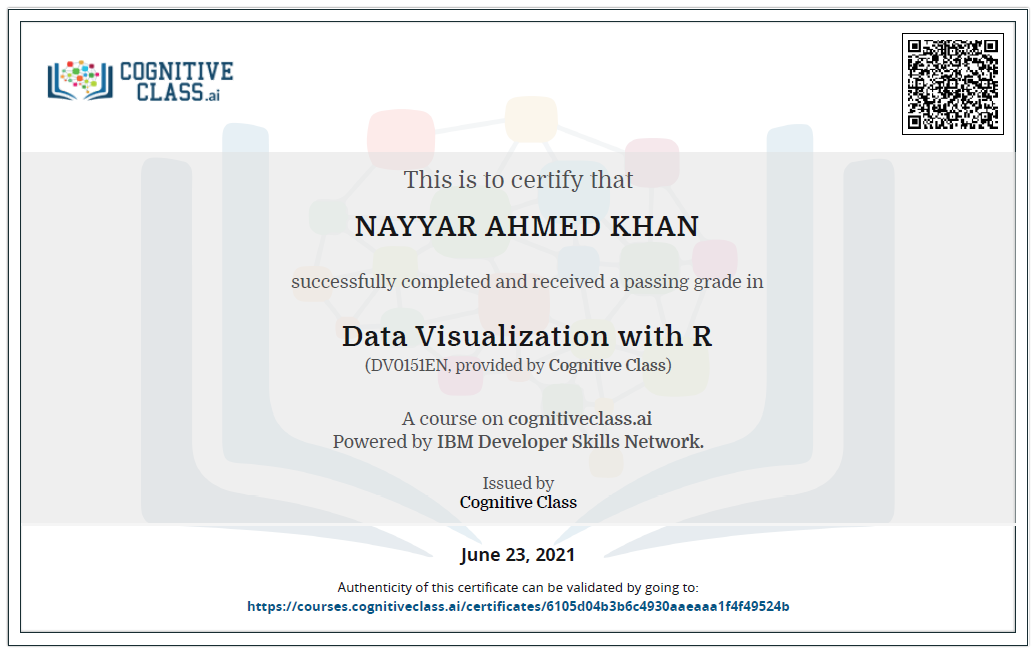 COGNITIVE
CLASS.ai
This is to certify that
NAYYAR AHMED KHAN
successfully completed and received a passing grade in
Data Visualization with R
(DV0151EN, provided by Cognitive Class)
A course on cognitiveclass.ai
Powered by IBM Developer Skills Network.
Issued by
Cognitive Class
June 23, 2021
Authenticity of this certificate can be validated by going to:
https://courses.cognitiveclass.ai/certificates/6105d04b3b6c4930aaeaaa1f4f49524b